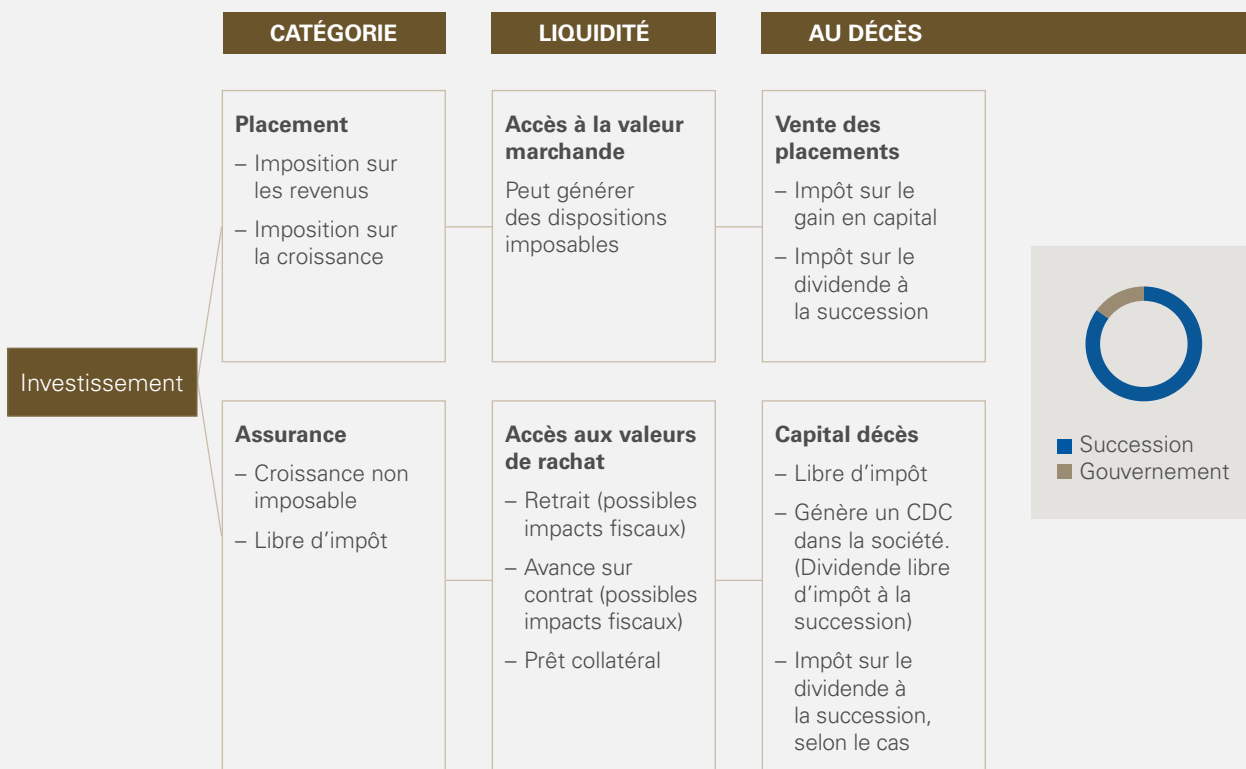 CATÉGORIE
LIQUIDITÉ
AU DÉCÈS
Investissement
Placement
– Imposition sur
les revenus
– Imposition sur
la croissance
Accès à la valeur
marchande
Peut générer
des dispositions
imposables
Vente des
placements
– Impôt sur le
gain en capital
– Impôt sur le
dividende à
la succession
Assurance
– Croissance non
imposable
– Libre d’impôt
Accès aux valeurs
de rachat
– Retrait (possibles
impacts fiscaux)
– Avance sur
contrat (possibles
impacts fiscaux)
– Prêt collatéral
Capital décès
– Libre d’impôt
– Génère un CDC
dans la société.
(Dividende libre
d’impôt à la
succession)
– Impôt sur le
dividende à
la succession,
selon le cas
Succession
Gouvernement